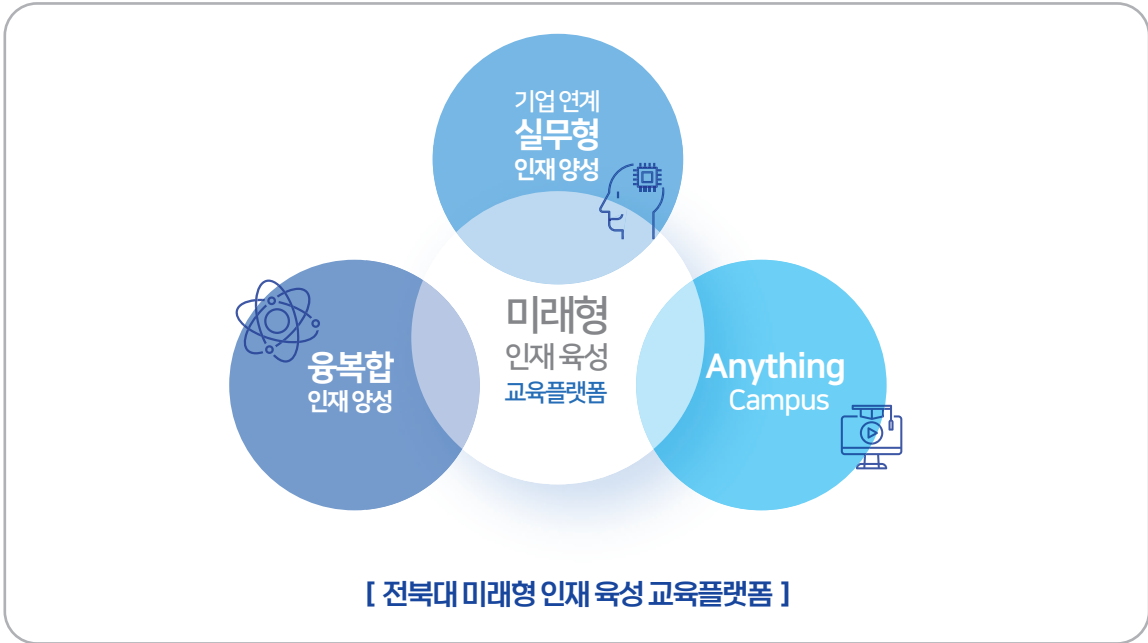 기업 연계
실무형
인재 양성
미래형
인재 육성
교육플랫폼
융복합
인재 양성
Anything
Campus
[ 전북대 미래형 인재 육성 교육플랫폼 ]